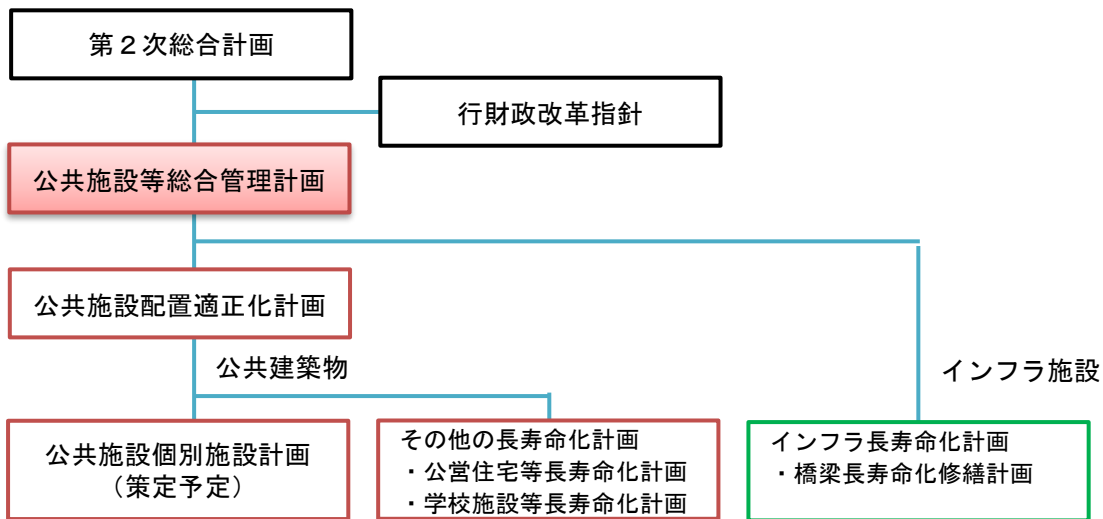 第２次総合計画
行財政改革指針
公共施設等総合管理計画
公共施設配置適正化計画
公共建築物
インフラ施設
公共施設個別施設計画
（策定予定）
その他の長寿命化計画
・公営住宅等長寿命化計画
・学校施設等長寿命化計画
インフラ長寿命化計画
・橋梁長寿命化修繕計画